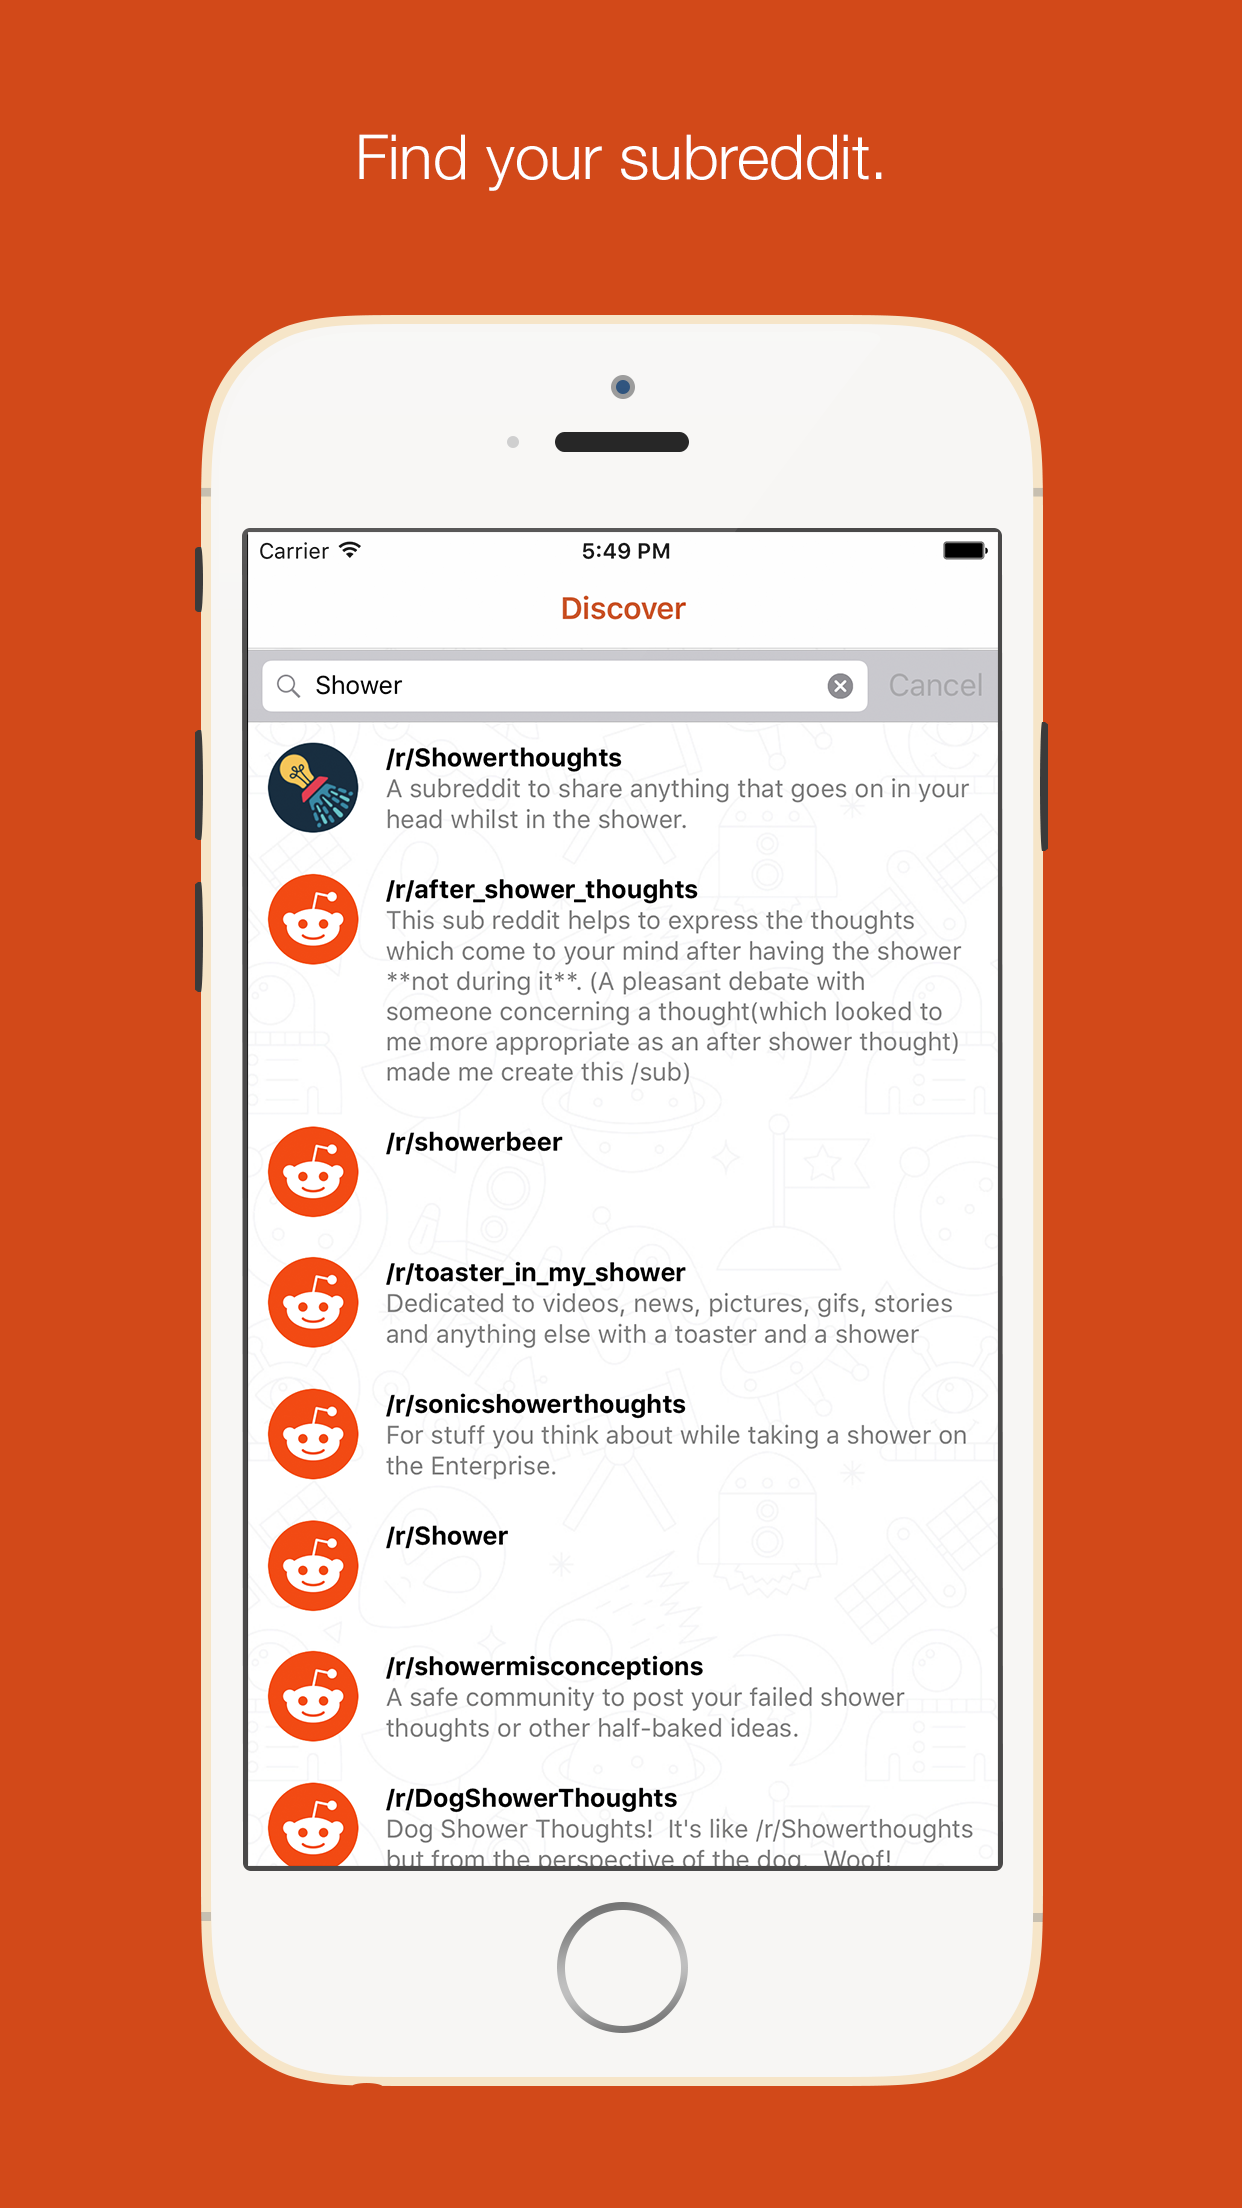 Find your subreddit.
Carrier 5:49 PM
Discover
Shower Cancel
/r/Showerthoughts
A subreddit to share anything that goes on in your
head whilst in the shower.
/r/after_shower_thoughts
This sub reddit helps to express the thoughts
which come to your mind after having the shower
**not during it**. (A pleasant debate with
someone concerning a thought(which looked to
me more appropriate as an after shower thought)
made me create this /sub)
/r/showerbeer
/r/toaster_in_my_shower
Dedicated to videos, news, pictures, gifs, stories
and anything else with a toaster and a shower
/r/sonicshowerthoughts
For stuff you think about while taking a shower on
the Enterprise.
/r/Shower
/r/showermisconceptions
A safe community to post your failed shower
thoughts or other half-baked ideas.
/r/DogShowerThoughts
Dog Shower Thoughts!  It's like /r/Showerthoughts
but from the perspective of the dog.  Woof!